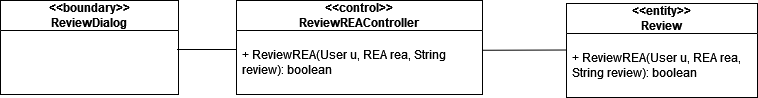 <<boundary>>
ReviewDialog
<<control>>
ReviewREAController
+ ReviewREA(User u, REA rea, String
review): boolean
<<entity>>
Review
+ ReviewREA(User u, REA rea,
String review): boolean